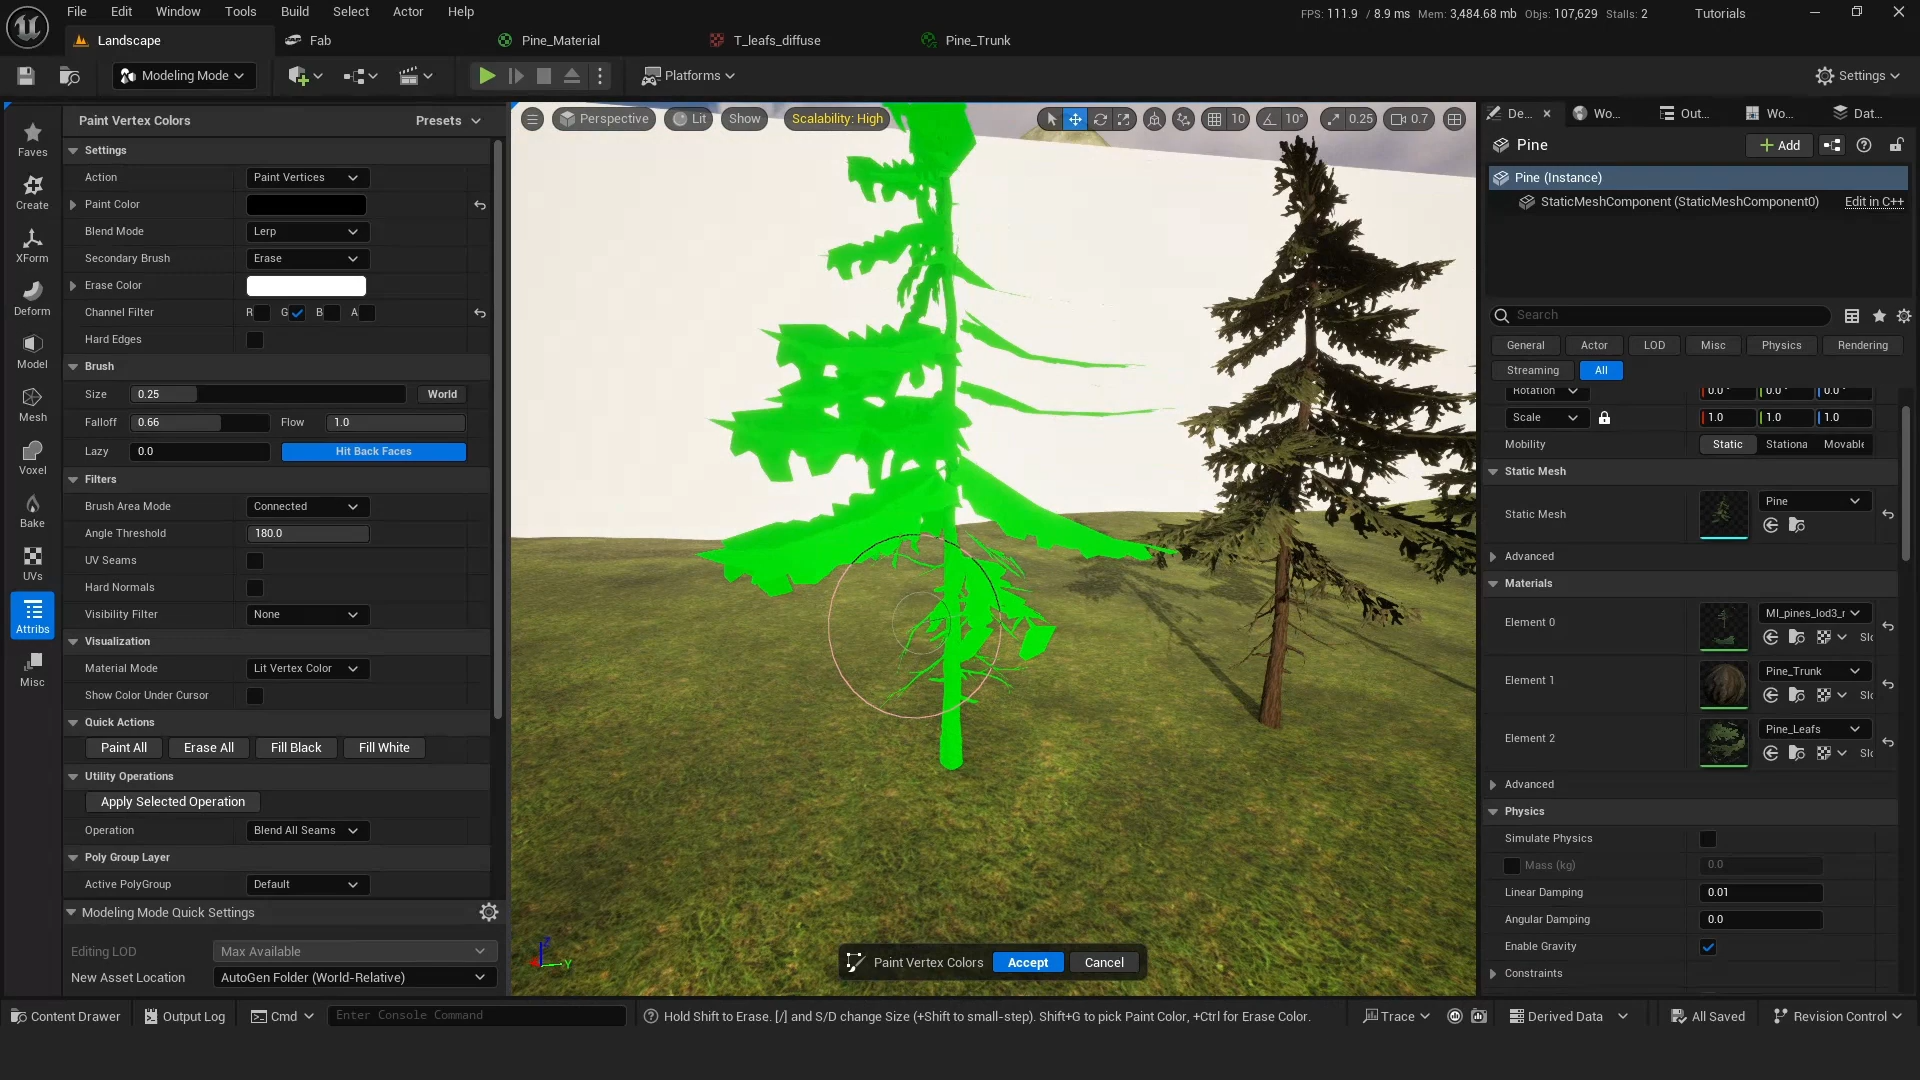 File Edit Window Tools Build Select Actor Help
FPS: 111.9 / 8.9 ms Mem: 3,484.68 mb Objs: 107,629 Stalls: 2
Tutorials
Landscape
Fab
Pine_Material
T_leafs_diffuse
Pine_Trunk
Modeling Mode
Platforms
Settings
Faves
Create
XForm
Deform
Model
Mesh
Voxel
Bake
UVs
Attribs
Misc
Paint Vertex Colors
Presets
Settings
Action Paint Vertices
Paint Color
Blend Mode Lerp
Secondary Brush Erase
Erase Color
Channel Filter R G B A
Hard Edges
Brush
Size 0.25 World
Falloff 0.66 Flow 1.0
Lazy 0.0 Hit Back Faces
Filters
Brush Area Mode Connected
Angle Threshold 180.0
UV Seams
Hard Normals
Visibility Filter None
Visualization
Material Mode Lit Vertex Color
Show Color Under Cursor
Quick Actions
Paint All Erase All Fill Black Fill White
Utility Operations
Apply Selected Operation
Operation Blend All Seams
Poly Group Layer
Active PolyGroup Default
Modeling Mode Quick Settings
Editing LOD Max Available
New Asset Location AutoGen Folder (World-Relative)
Perspective Lit Show Scalability: High
10 10° 0.25 0.7
Z
Y
Paint Vertex Colors Accept Cancel
De... Wo... Out... Wo... Dat...
Pine
Add
Pine (Instance)
StaticMeshComponent (StaticMeshComponent0) Edit in C++
Search
General Actor LOD Misc Physics Rendering
Streaming All
Rotation 0.0° 0.0° 0.0°
Scale 1.0 1.0 1.0
Mobility Static Stationa Movable
Static Mesh
Static Mesh Pine
Advanced
Materials
Element 0 MI_pines_lod3_r
Slo
Element 1 Pine_Trunk
Slo
Element 2 Pine_Leafs
Slo
Advanced
Physics
Simulate Physics
Mass (kg) 0.0
Linear Damping 0.01
Angular Damping 0.0
Enable Gravity
Constraints
Content Drawer Output Log Cmd Enter Console Command
Hold Shift to Erase. [/] and S/D change Size (+Shift to small-step). Shift+G to pick Paint Color, +Ctrl for Erase Color.
Trace Derived Data All Saved Revision Control